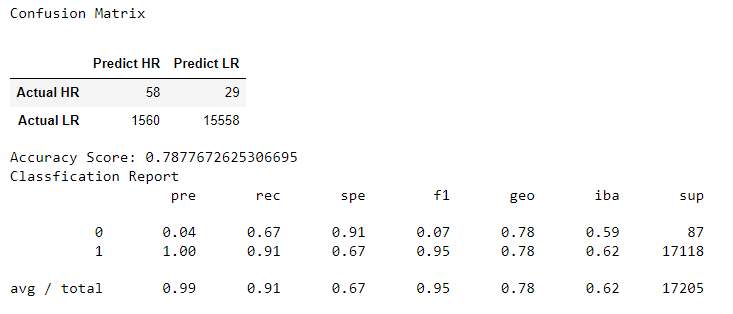 Confusion Matrix
Predict HR Predict LR
Actual HR 58 29
Actual LR 1560 15558
Accuracy Score: 0.7877672625306695
Classfication Report
pre rec spe f1 geo iba sup
0 0.04 0.67 0.91 0.07 0.78 0.59 87
1 1.00 0.91 0.67 0.95 0.78 0.62 17118
avg / total 0.99 0.91 0.67 0.95 0.78 0.62 17205